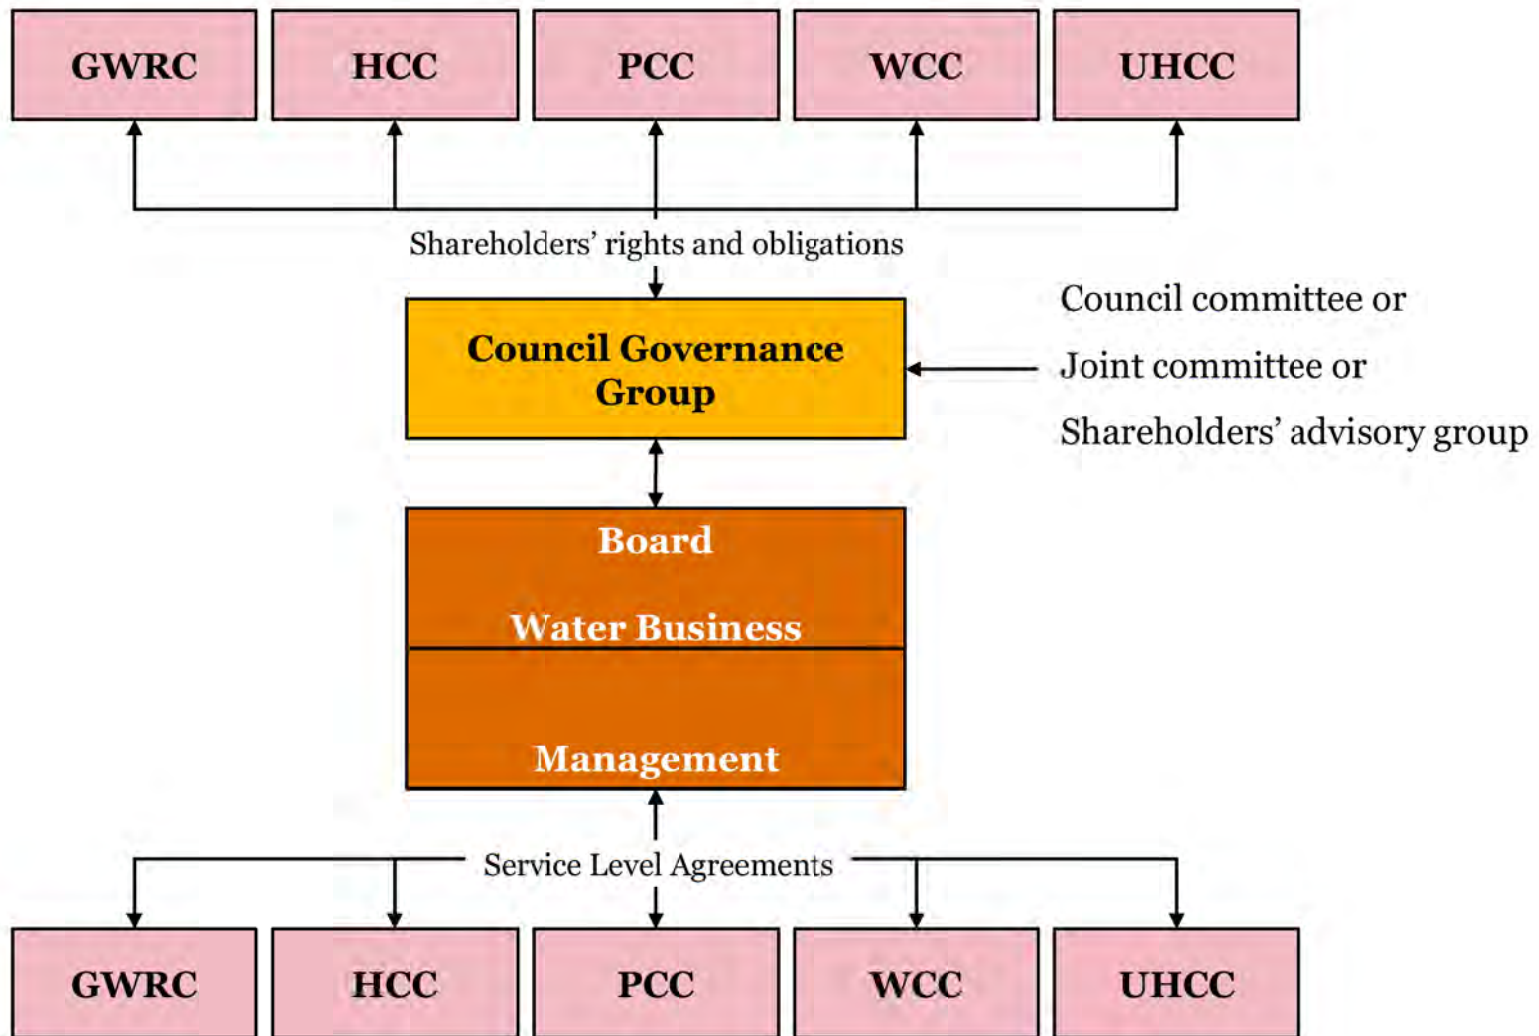 GWRC
HCC
PCC
WCC
UHCC
Shareholders’ rights and obligations
Council Governance
Group
Council committee or
Joint committee or
Shareholders’ advisory group
Board
Water Business
Management
Service Level Agreements
GWRC
HCC
PCC
WCC
UHCC